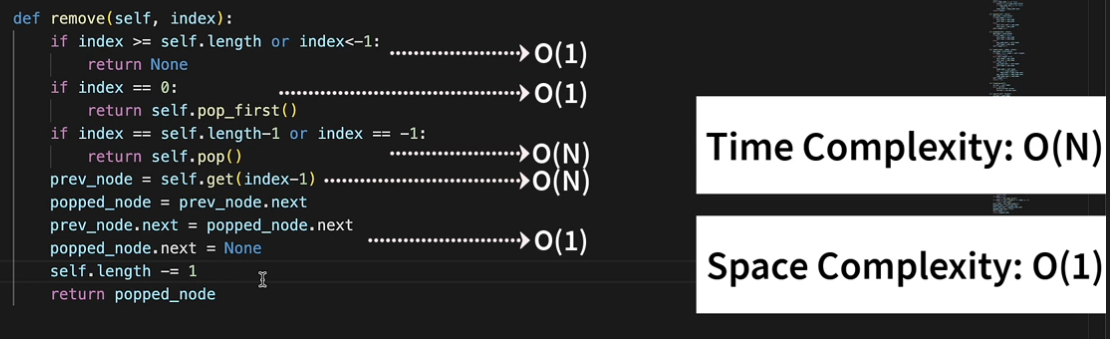 def remove(self, index):
if index >= self.length or index<-1:
O(1)
return None
if index == 0:
O(1)
return self.pop_first()
if index == self.length-1 or index == -1:
return self.pop()
O(N)
prev_node = self.get(index-1)
O(N)
popped_node = prev_node.next
prev_node.next = popped_node.next
O(1)
popped_node.next = None
self.length -= 1
return popped_node
Time Complexity: O(N)
Space Complexity: O(1)